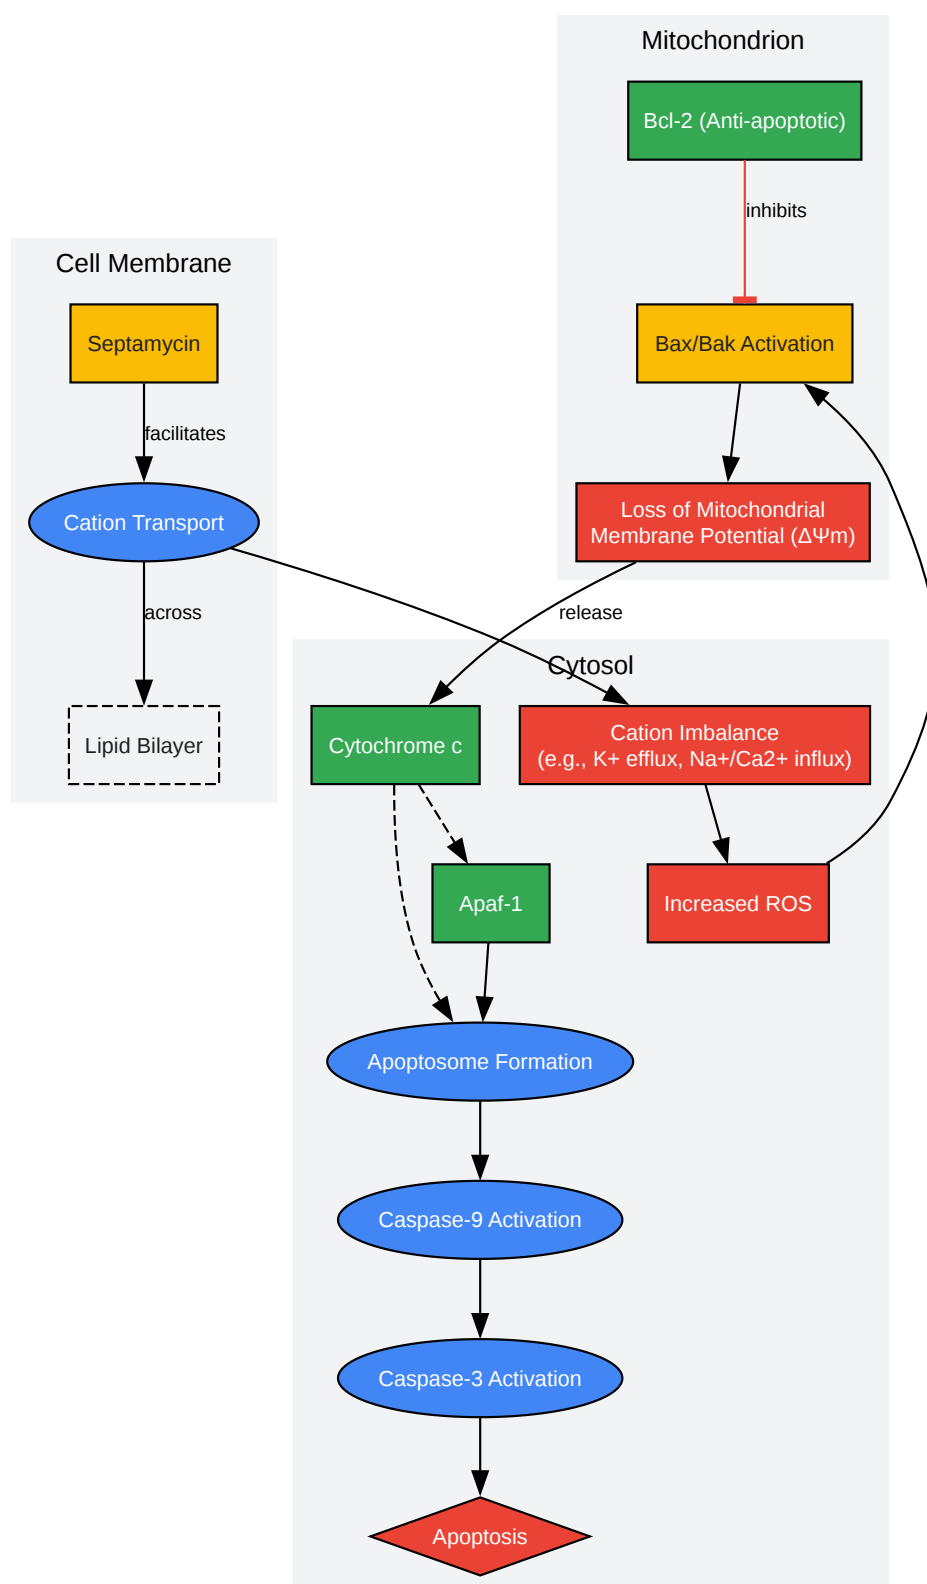 Mitochondrion
Bcl-2 (Anti-apoptotic)
inhibits
Cell Membrane
Septamycin
Bax/Bak Activation
facilitates
Cation Transport
Loss of Mitochondrial
Membrane Potential (ΔΨm)
across
release
Cytosol
Lipid Bilayer
Cytochrome c
Cation Imbalance
(e.g., K+ efflux, Na+/Ca2+ influx)
Apaf-1
Increased ROS
Apoptosome Formation
Caspase-9 Activation
Caspase-3 Activation
Apoptosis